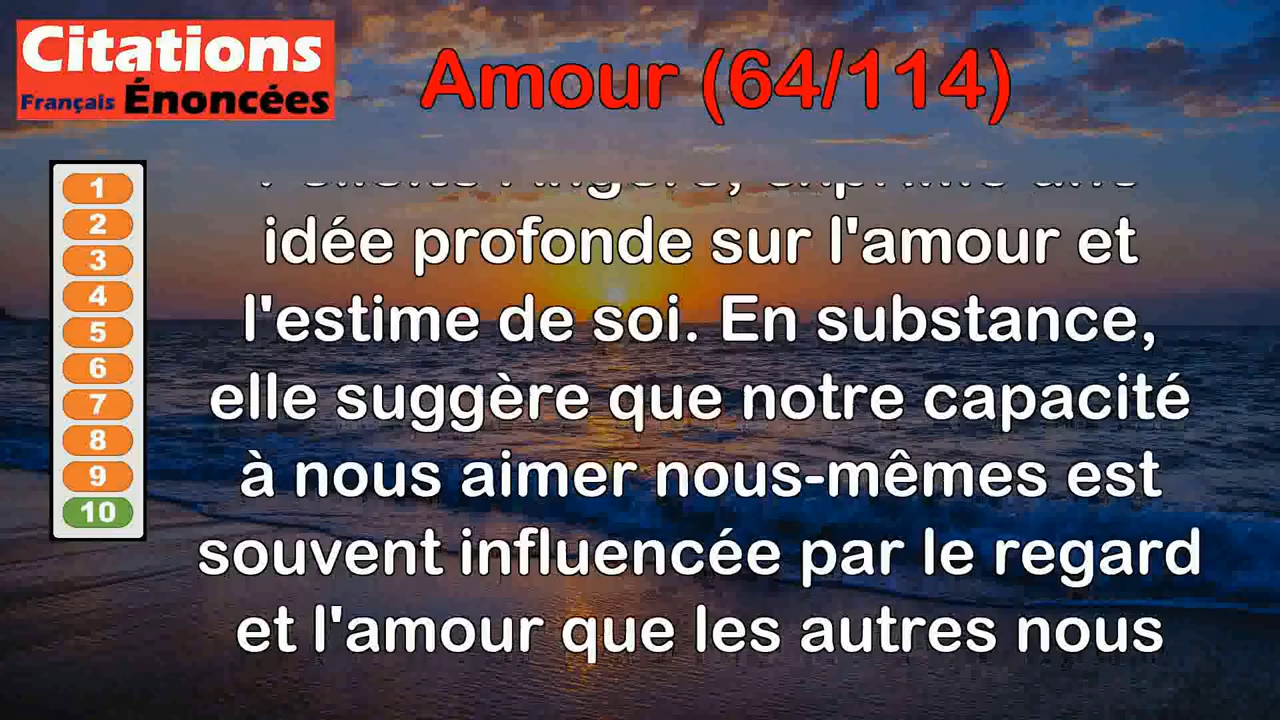 Citations
Français Énoncées
Amour (64/114)
1
2
3
4
5
6
7
8
9
10
idée profonde sur l'amour et
l'estime de soi. En substance,
elle suggère que notre capacité
à nous aimer nous-mêmes est
souvent influencée par le regard
et l'amour que les autres nous